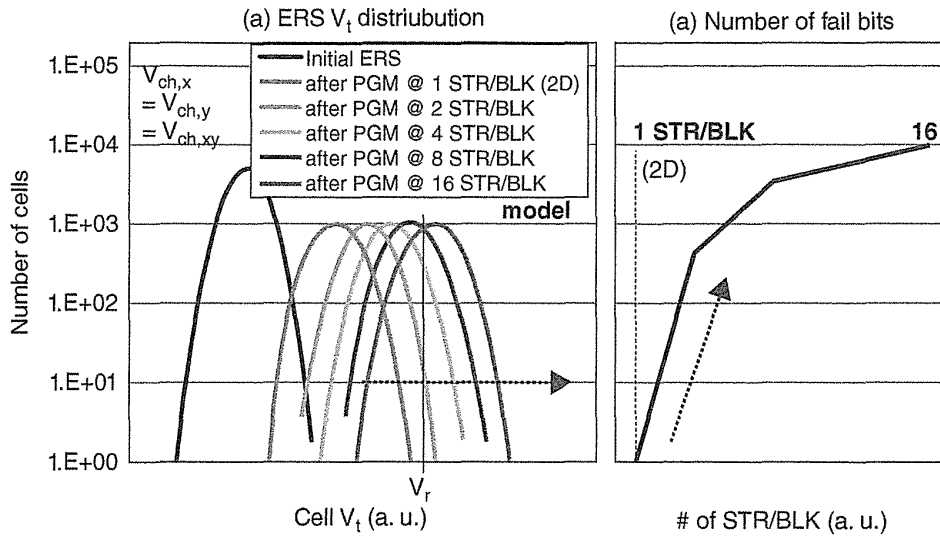 (a) ERS Vt distriubution
Number of cells
1.E+05
1.E+04
1.E+03
1.E+02
1.E+01
1.E+00
Vch,x
= Vch,y
= Vch,xy
Initial ERS
after PGM @ 1 STR/BLK (2D)
after PGM @ 2 STR/BLK
after PGM @ 4 STR/BLK
after PGM @ 8 STR/BLK
after PGM @ 16 STR/BLK
model
Vr
Cell Vt (a. u.)
(a) Number of fail bits
1 STR/BLK
(2D)
16
# of STR/BLK (a. u.)